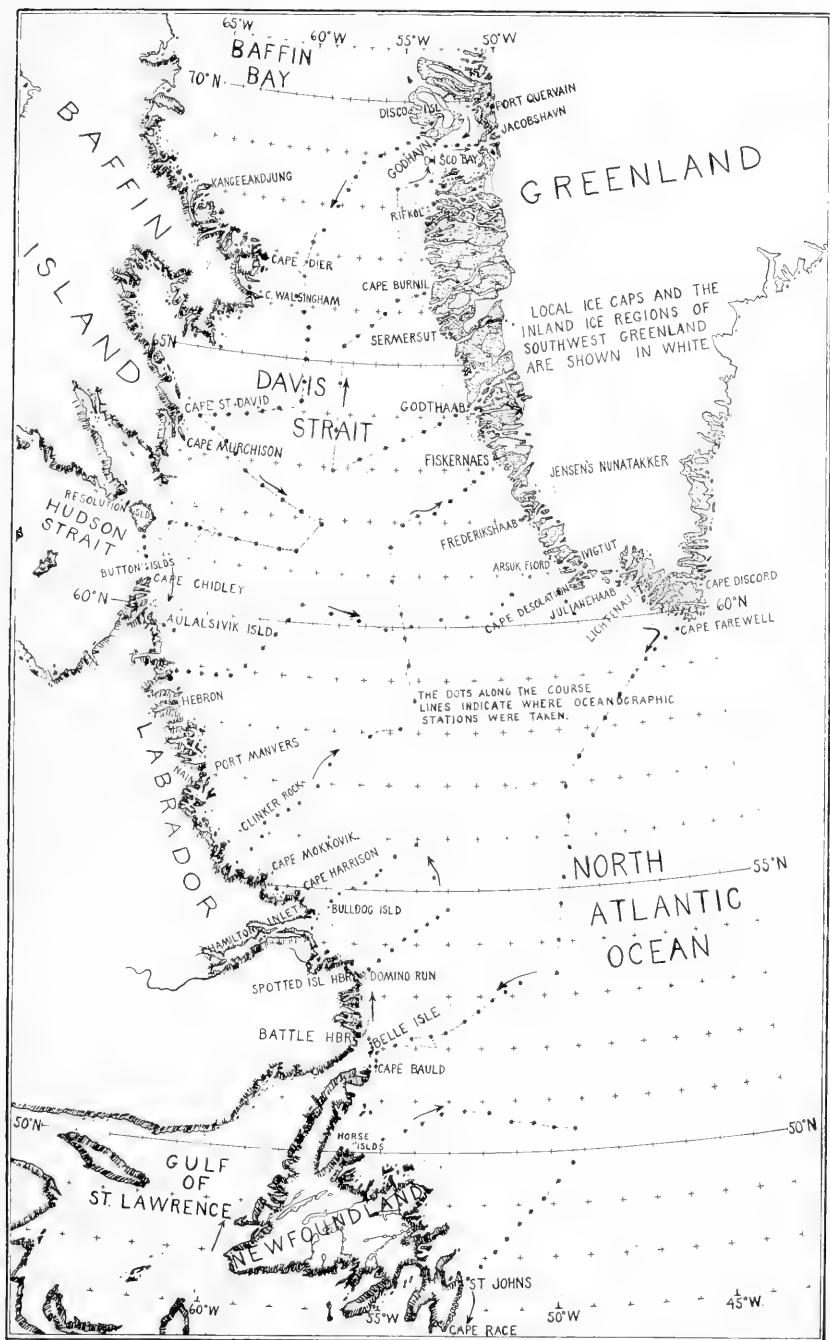 65°W
60°W
55°W
50°W
BAFFIN
BAY
70°N
DISCO ISL
PORT QUERVAIN
JACOBSHAVN
GODHAVN
DISCO BAY
BAFFIN
ISLAND
GREENLAND
KANGEEAKDJUNG
RIFKOL
CAPE DIER
C. WALSINGHAM
CAPE BURNIL
LOCAL ICE CAPS AND THE
INLAND ICE REGIONS OF
SOUTHWEST GREENLAND
ARE SHOWN IN WHITE
65°N
SERMERSUT
DAVIS
STRAIT
CAPE ST. DAVID
GODTHAAB
CAPE MURCHISON
FISKERNAES
JENSEN'S NUNATAKKER
RESOLUTION ISLD
HUDSON
STRAIT
FREDERIKSHAAB
IVIGTUT
ARSUK FIORD
BUTTON ISLDS
CAPE CHIDLEY
60°N
CAPE DESOLATION
JULIANEHAAB
LICHTENAU
CAPE DISCORD
60°N
CAPE FAREWELL
AULALSIVIK ISLD.
HEBRON
THE DOTS ALONG THE COURSE
LINES INDICATE WHERE OCEANOGRAPHIC
STATIONS WERE TAKEN.
LABRADOR
PORT MANVERS
NAIN
CLINKER ROCK
CAPE MOKKOVIK
CAPE HARRISON
NORTH
ATLANTIC
OCEAN
55°N
BULLDOG ISLD
HAMILTON INLET
SPOTTED ISL HBR
DOMINO RUN
BATTLE HBR
BELLE ISLE
CAPE BAULD
50°N
50°N
HORSE
ISLDS
GULF
OF
ST. LAWRENCE
NEWFOUNDLAND
ST JOHNS
60°W
55°W
50°W
45°W
CAPE RACE